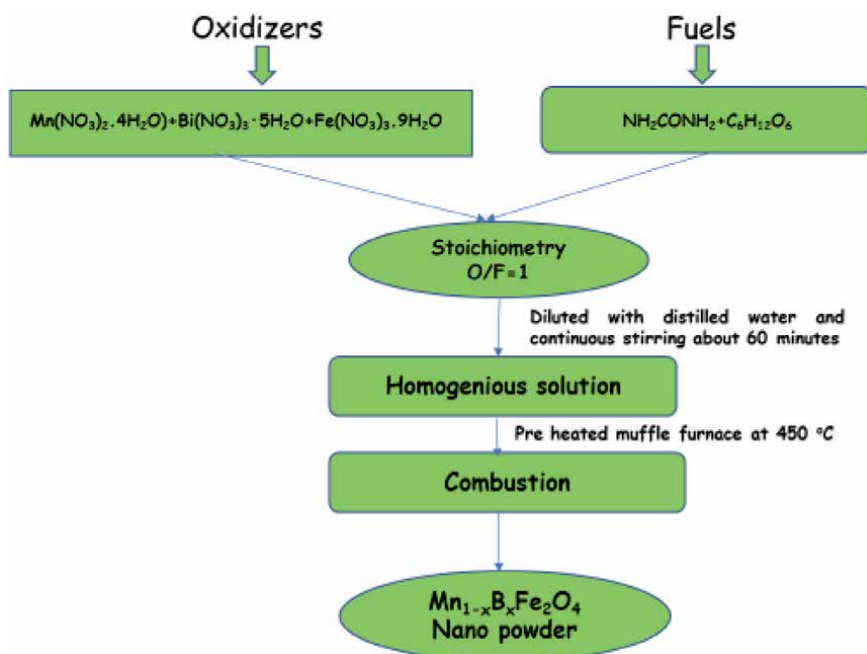 Oxidizers
Fuels
Mn(NO₃)₂.4H₂O)+Bi(NO₃)₃·5H₂O+Fe(NO₃)₃.9H₂O
NH₂CONH₂+C₆H₁₂O₆
Stoichiometry
O/F=1
Diluted with distilled water and
continuous stirring about 60 minutes
Homogenious solution
Pre heated muffle furnace at 450 °C
Combustion
Mn₁₋ₓBₓFe₂O₄
Nano powder